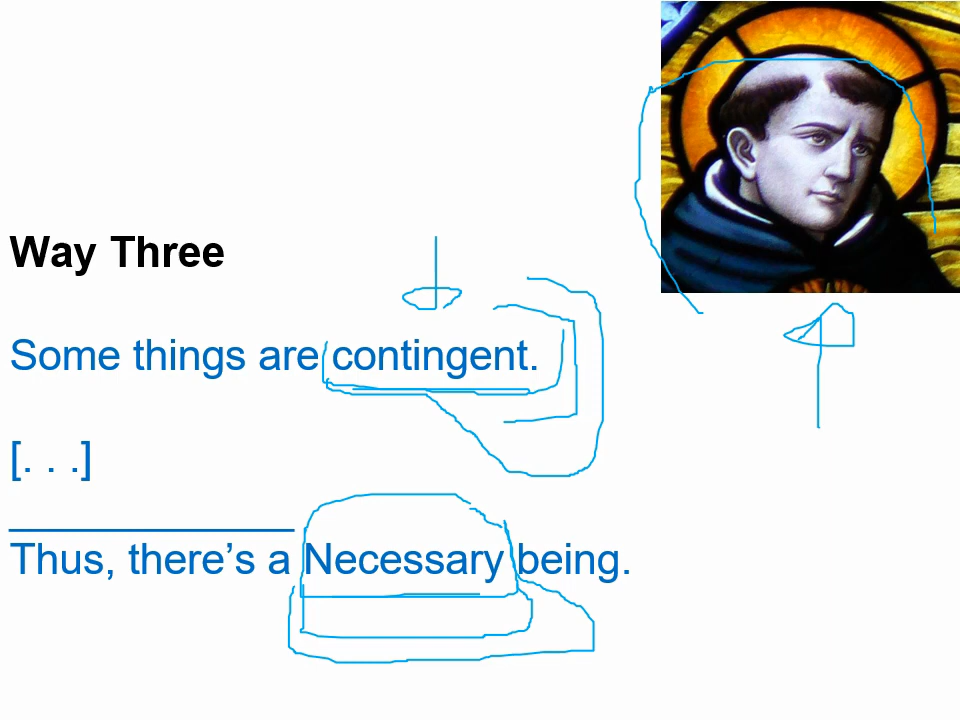 Way Three
Some things are contingent.
[. . .]
Thus, there’s a Necessary being.